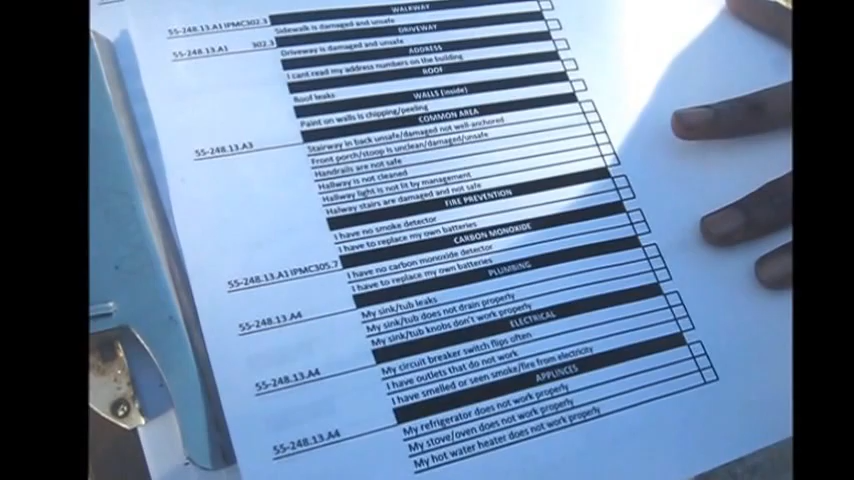 WALKWAY
55-248.13.A1 IPMC302.3 Sidewalk is damaged and unsafe
DRIVEWAY
55-248.13.A1 302.3 Driveway is damaged and unsafe
ADDRESS
I cant read my address numbers on the building
ROOF
Roof leaks
WALLS (inside)
Paint on walls is chipping/peeling
COMMON AREA
55-248.13.A3 Stairway in back unsafe/damaged not well-anchored
Front porch/stoop is unclean/damaged/unsafe
Handrails are not safe
Hallway is not cleaned
Hallway light is not lit by management
Halway stairs are damaged and not safe
FIRE PREVENTION
I have no smoke detector
I have to replace my own batteries
CARBON MONOXIDE
55-248.13.A1 IPMC305.7 I have no carbon monoxide detector
I have to replace my own batteries
PLUMBING
55-248.13.A4 My sink/tub leaks
My sink/tub does not drain properly
My sink/tub knobs don't work properly
ELECTRICAL
55-248.13.A4 My circuit breaker switch flips often
I have outlets that do not work
I have smelled or seen smoke/fire from electricity
APPLINCES
55-248.13.A4 My refrigerator does not work properly
My stove/oven does not work properly
My hot water heater does not work properly